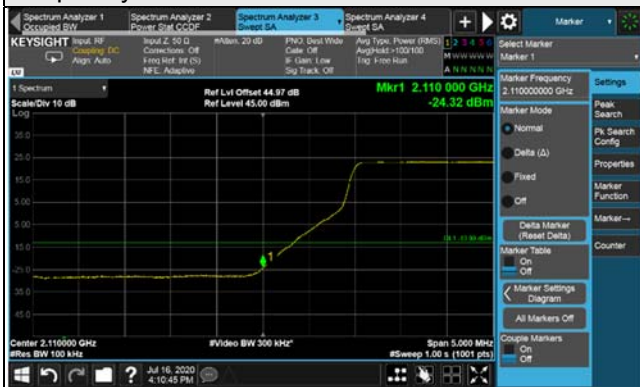 Spectrum Analyzer 1
Occupied BW
Spectrum Analyzer 2
Power Stat CCDF
Spectrum Analyzer 3
Swept SA
Spectrum Analyzer 4
Swept SA
Marker
KEYSIGHT
Input: RF
Coupling: DC
Align: Auto
Input Z: 50 Ω
Corrections: Off
Freq Ref: Int (S)
NFE: Adaptive
#Atten: 20 dB
PNO: Best Wide
Gate: Off
IF Gain: Low
Sig Track: Off
Avg Type: Power (RMS)
Avg|Hold: >100/100
Trig: Free Run
1 2 3 4 5 6
M W W W W W
A N N N N N
LV
1 Spectrum
Scale/Div 10 dB
Log
Ref Lvl Offset 44.97 dB
Ref Level 45.00 dBm
Mkr1 2.110 000 GHz
-24.32 dBm
35.0
25.0
15.0
5.00
-5.00
-15.0
-25.0
-35.0
-45.0
1
Center 2.110000 GHz
#Res BW 100 kHz
#Video BW 300 kHz*
Span 5.000 MHz
#Sweep 1.00 s (1001 pts)
Jul 16, 2020
4:10:45 PM
Select Marker
Marker 1
Marker Frequency
2.110000000 GHz
Marker Mode
Normal
Delta (Δ)
Fixed
Off
Delta Marker
(Reset Delta)
Marker Table
On
Off
Marker Settings
Diagram
All Markers Off
Couple Markers
On
Off
Settings
Peak
Search
Pk Search
Config
Properties
Marker
Function
Marker→
Counter